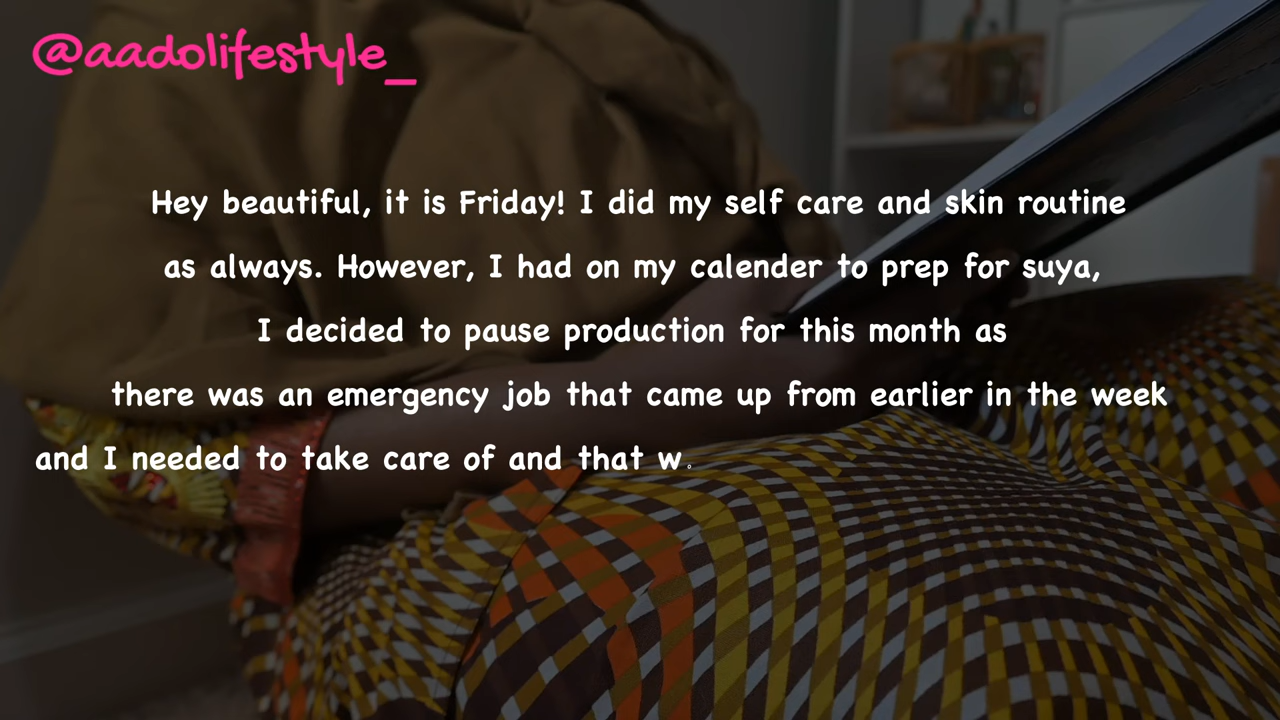 @aadolifestyle_
Hey beautiful, it is Friday! I did my self care and skin routine
as always. However, I had on my calender to prep for suya,
I decided to pause production for this month as
there was an emergency job that came up from earlier in the week
and I needed to take care of and that w